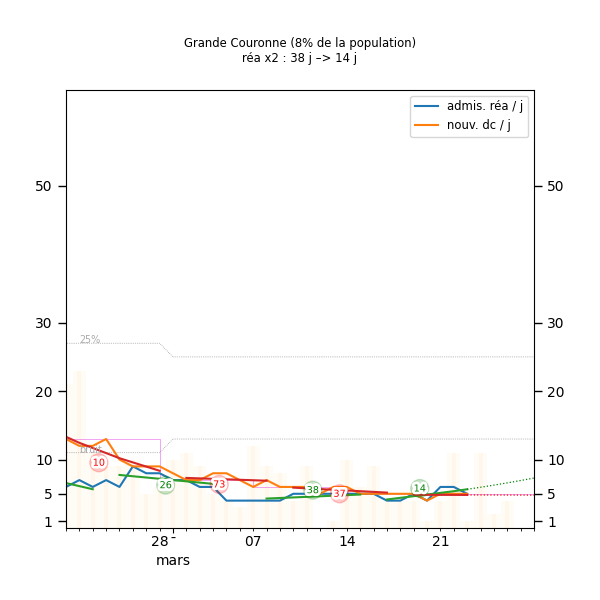 Grande Couronne (8% de la population)
réa x2 : 38 j –> 14 j
admis. réa / j
nouv. dc / j
50 50
30 30
25%
20 20
10 10
10
26
73
38
37
14
5 5
1 1
28 - 07 14 21
mars